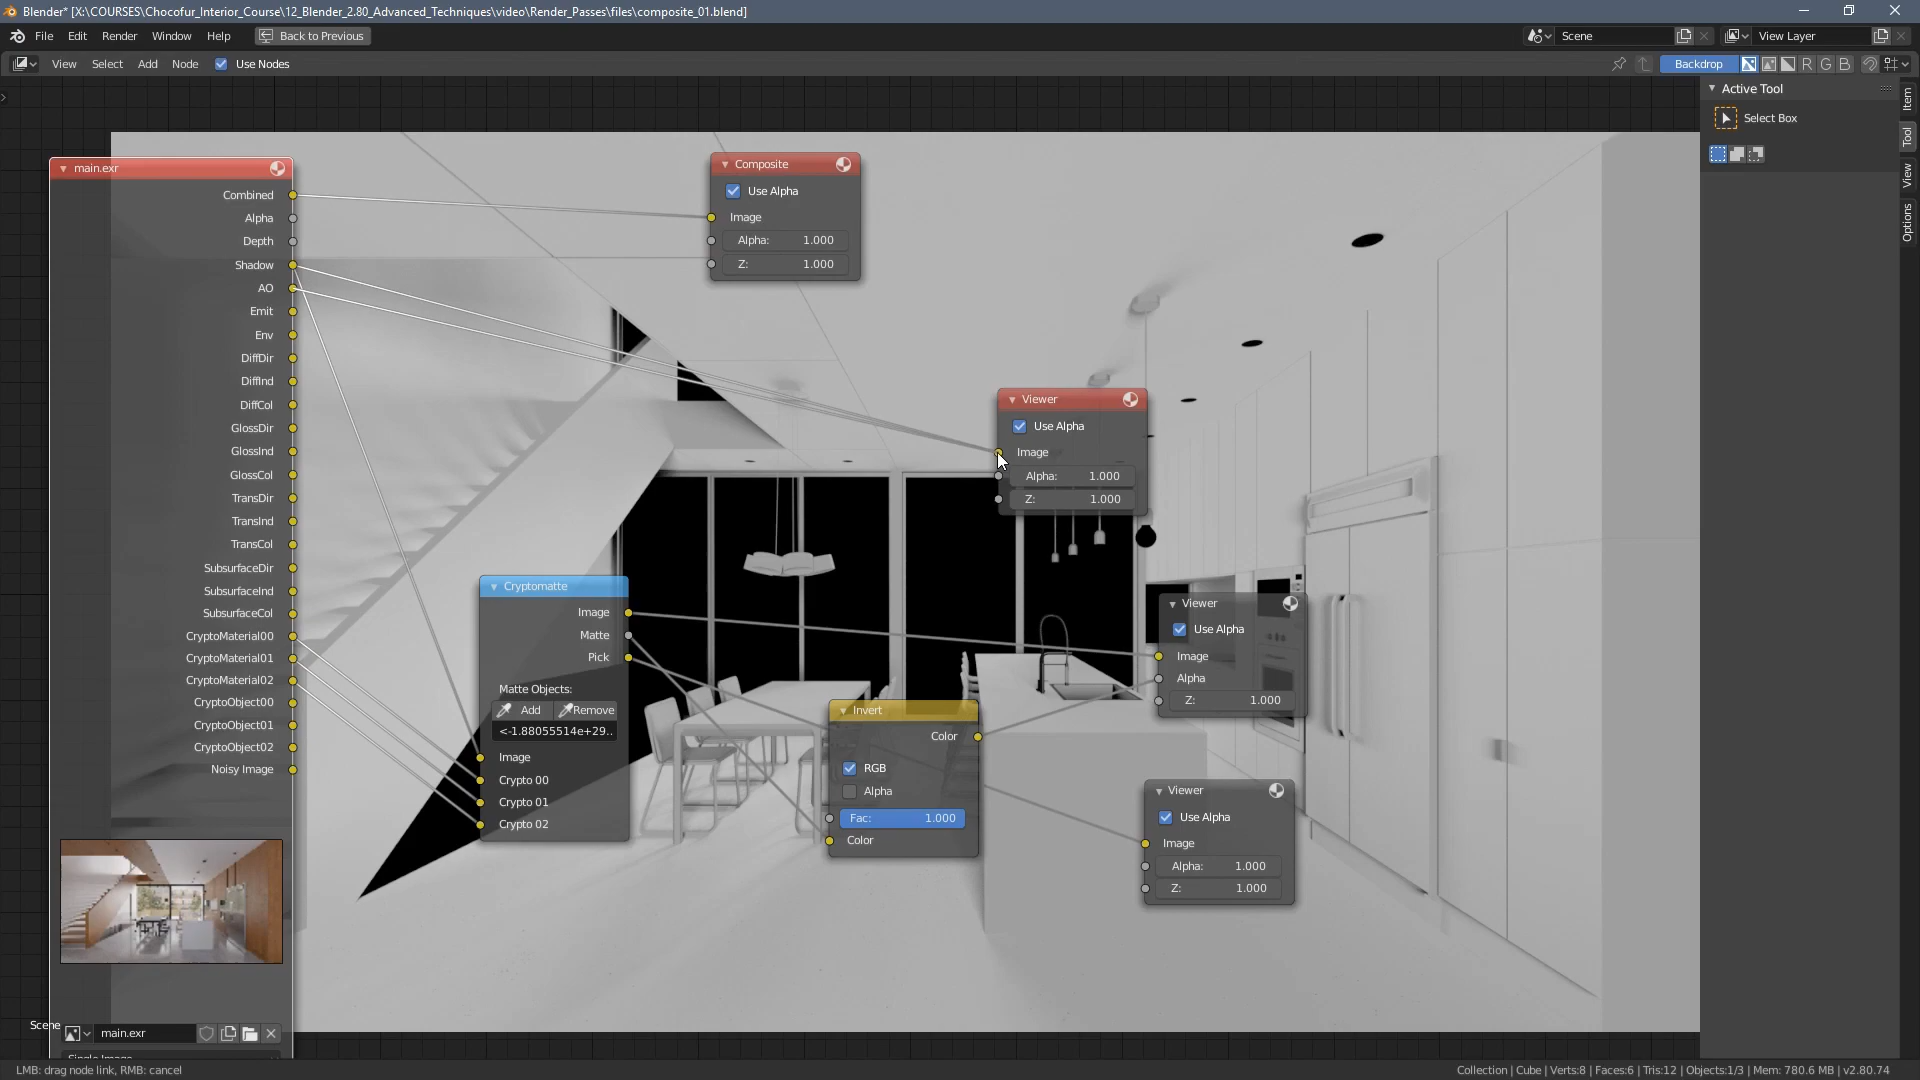 Blender* [X:\COURSES\Chocofur_Interior_Course\12_Blender_2.80_Advanced_Techniques\video\Render_Passes\files\composite_01.blend]
File Edit Render Window Help Back to Previous Scene View Layer
View Select Add Node Use Nodes Backdrop R G B
Active Tool
Select Box
Item
Tool
View
Options
main.exr
Combined
Alpha
Depth
Shadow
AO
Emit
Env
DiffDir
DiffInd
DiffCol
GlossDir
GlossInd
GlossCol
TransDir
TransInd
TransCol
SubsurfaceDir
SubsurfaceInd
SubsurfaceCol
CryptoMaterial00
CryptoMaterial01
CryptoMaterial02
CryptoObject00
CryptoObject01
CryptoObject02
Noisy Image
Scene
main.exr
Single Image
Composite
Use Alpha
Image
Alpha: 1.000
Z: 1.000
Viewer
Use Alpha
Image
Alpha: 1.000
Z: 1.000
Cryptomatte
Image
Matte
Pick
Matte Objects:
Add Remove
<-1.88055514e+29..
Image
Crypto 00
Crypto 01
Crypto 02
Invert
Color
RGB
Alpha
Fac: 1.000
Color
Viewer
Use Alpha
Image
Alpha
Z: 1.000
Viewer
Use Alpha
Image
Alpha: 1.000
Z: 1.000
LMB: drag node link, RMB: cancel
Collection | Cube | Verts:8 | Faces:6 | Tris:12 | Objects:1/3 | Mem: 780.6 MB | v2.80.74